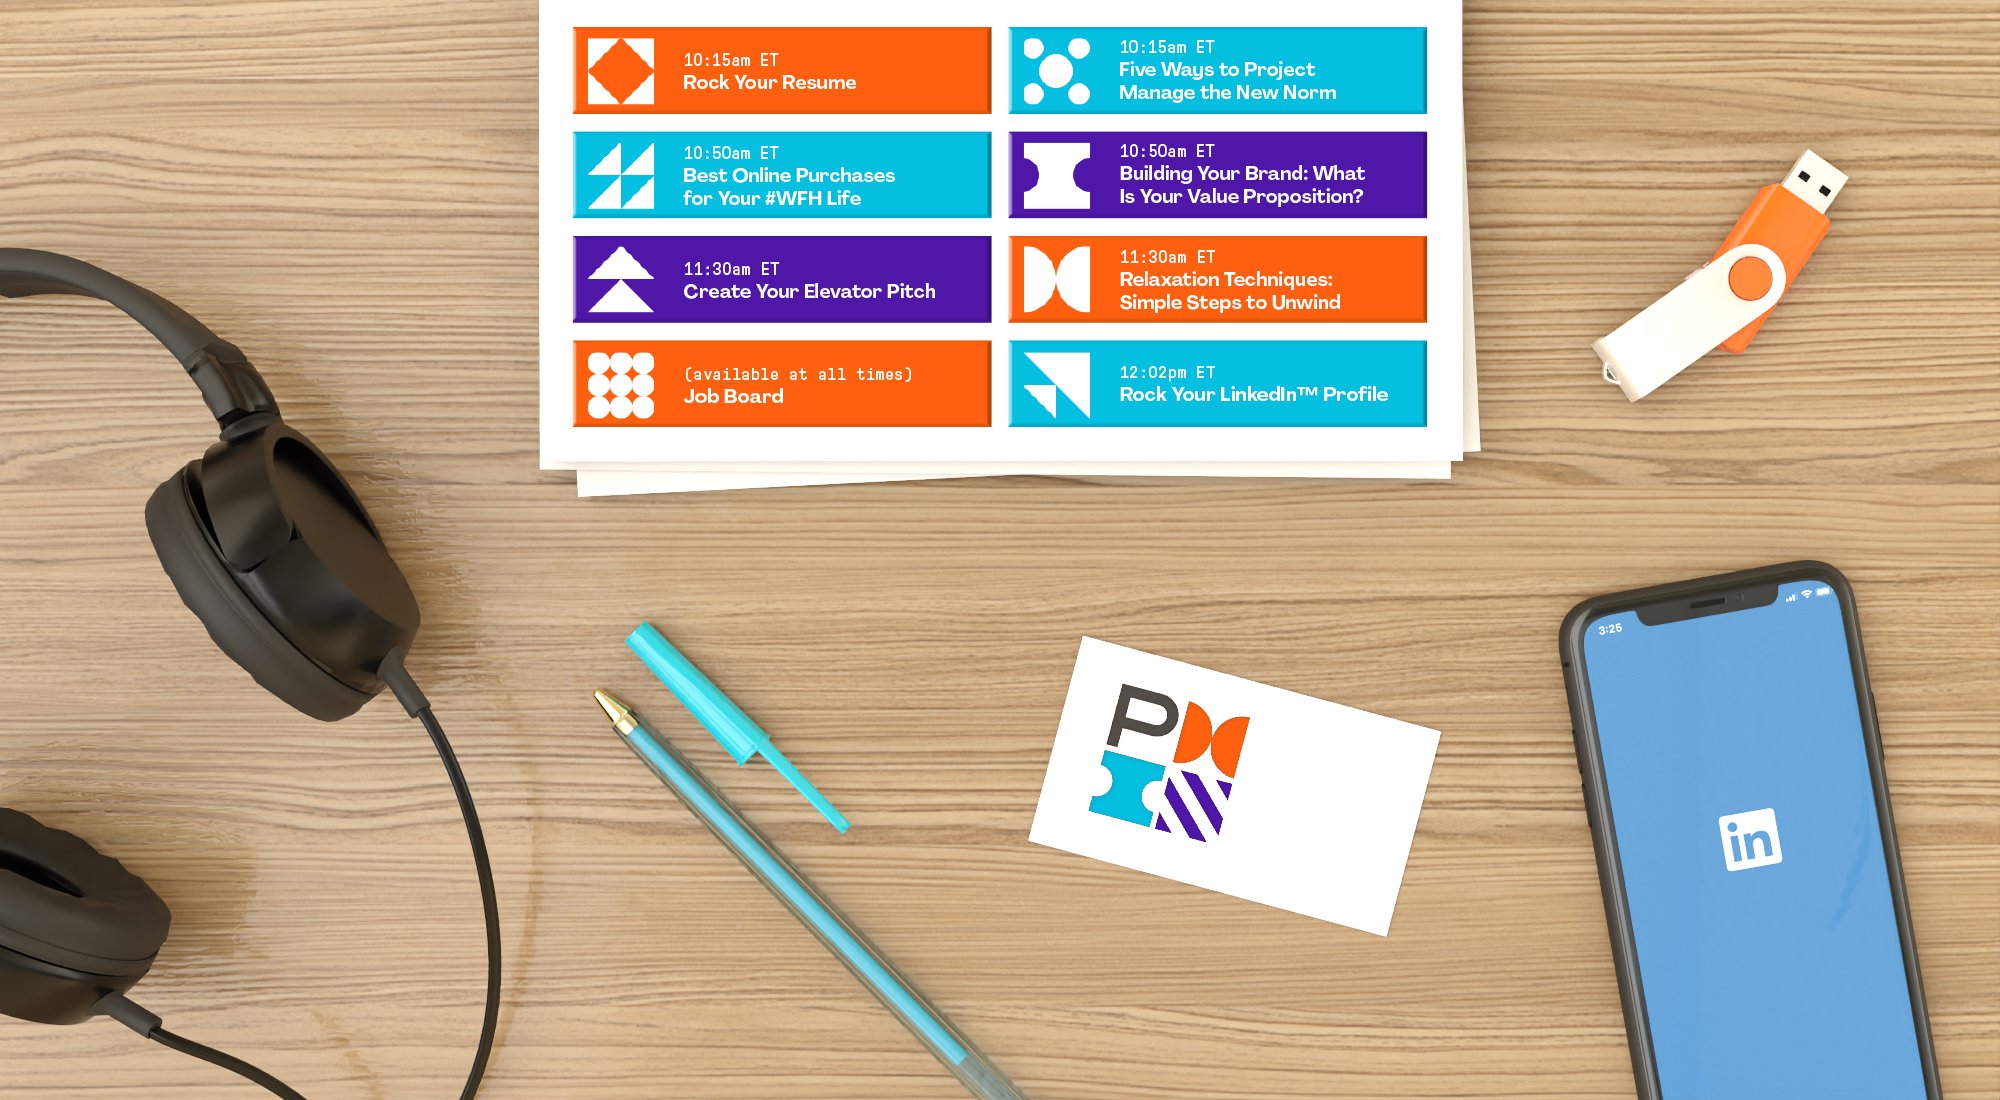 10:15am ET
Rock Your Resume
10:15am ET
Five Ways to Project
Manage the New Norm
10:50am ET
Best Online Purchases
for Your #WFH Life
10:50am ET
Building Your Brand: What
Is Your Value Proposition?
11:30am ET
Create Your Elevator Pitch
11:30am ET
Relaxation Techniques:
Simple Steps to Unwind
(available at all times)
Job Board
12:02pm ET
Rock Your LinkedIn™ Profile
P
3:25
in